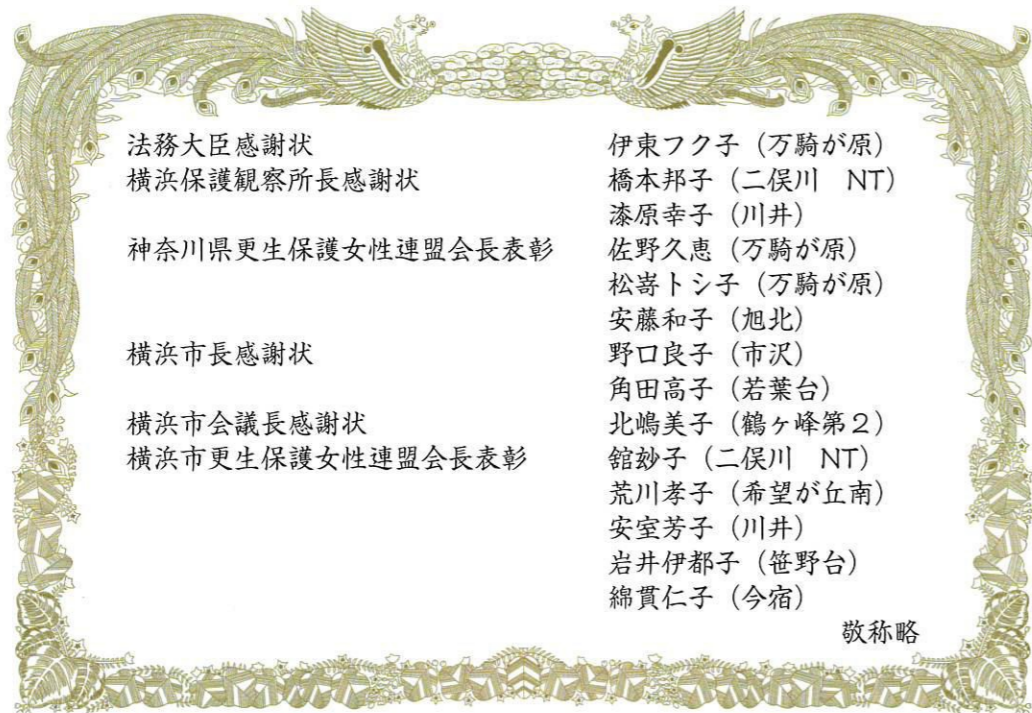 法務大臣感謝状　伊東フク子（万騎が原）
横浜保護観察所長感謝状　橋本邦子（二俣川　NT）
漆原幸子（川井）
神奈川県更生保護女性連盟会長表彰　佐野久恵（万騎が原）
松嵜トシ子（万騎が原）
安藤和子（旭北）
横浜市長感謝状　野口良子（市沢）
角田高子（若葉台）
横浜市会議長感謝状　北嶋美子（鶴ヶ峰第２）
横浜市更生保護女性連盟会長表彰　舘妙子（二俣川　NT）
荒川孝子（希望が丘南）
安室芳子（川井）
岩井伊都子（笹野台）
綿貫仁子（今宿）
敬称略